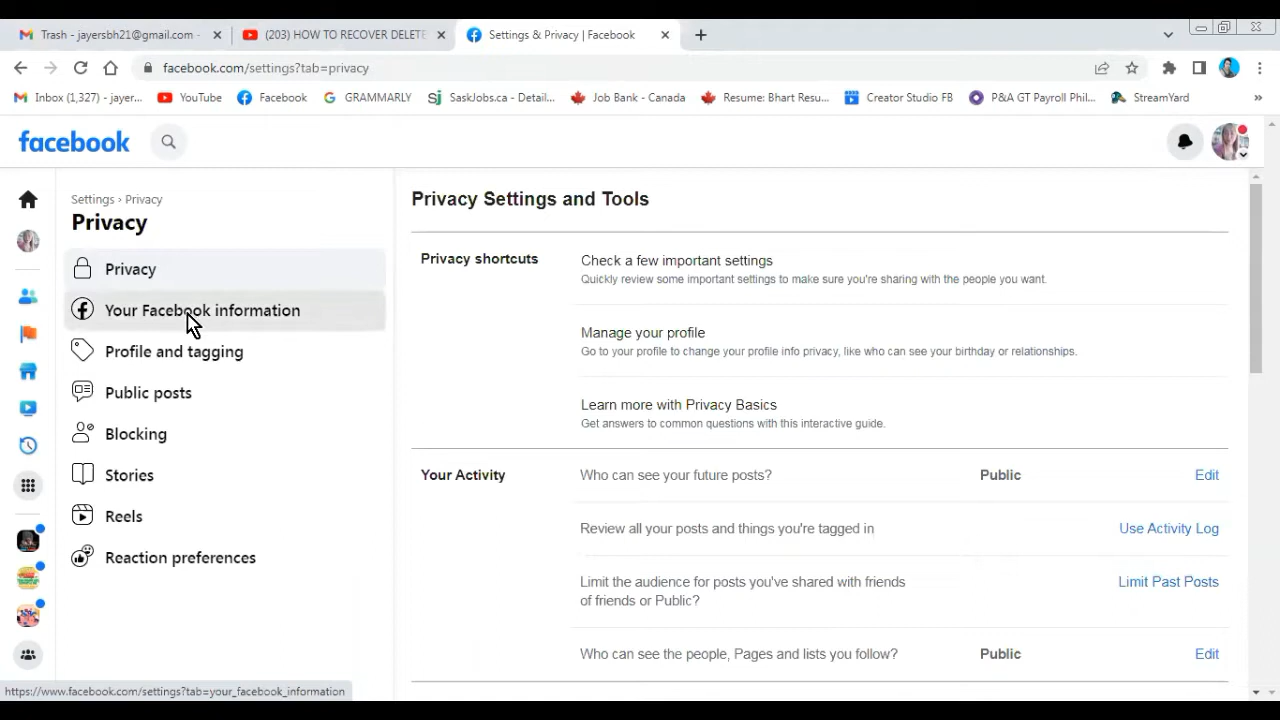 Trash - jayersbh21@gmail.com -
(203) HOW TO RECOVER DELETE
Settings & Privacy | Facebook
facebook.com/settings?tab=privacy
Inbox (1,327) - jayer...
YouTube
Facebook
GRAMMARLY
SaskJobs.ca - Detail...
Job Bank - Canada
Resume: Bhart Resu...
Creator Studio FB
P&A GT Payroll Phil...
StreamYard
»
facebook
Settings › Privacy
Privacy
Privacy
Your Facebook information
Profile and tagging
Public posts
Blocking
Stories
Reels
Reaction preferences
Privacy Settings and Tools
Privacy shortcuts
Check a few important settings
Quickly review some important settings to make sure you're sharing with the people you want.
Manage your profile
Go to your profile to change your profile info privacy, like who can see your birthday or relationships.
Learn more with Privacy Basics
Get answers to common questions with this interactive guide.
Your Activity
Who can see your future posts?
Public
Edit
Review all your posts and things you're tagged in
Use Activity Log
Limit the audience for posts you've shared with friends
of friends or Public?
Limit Past Posts
Who can see the people, Pages and lists you follow?
Public
Edit
https://www.facebook.com/settings?tab=your_facebook_information